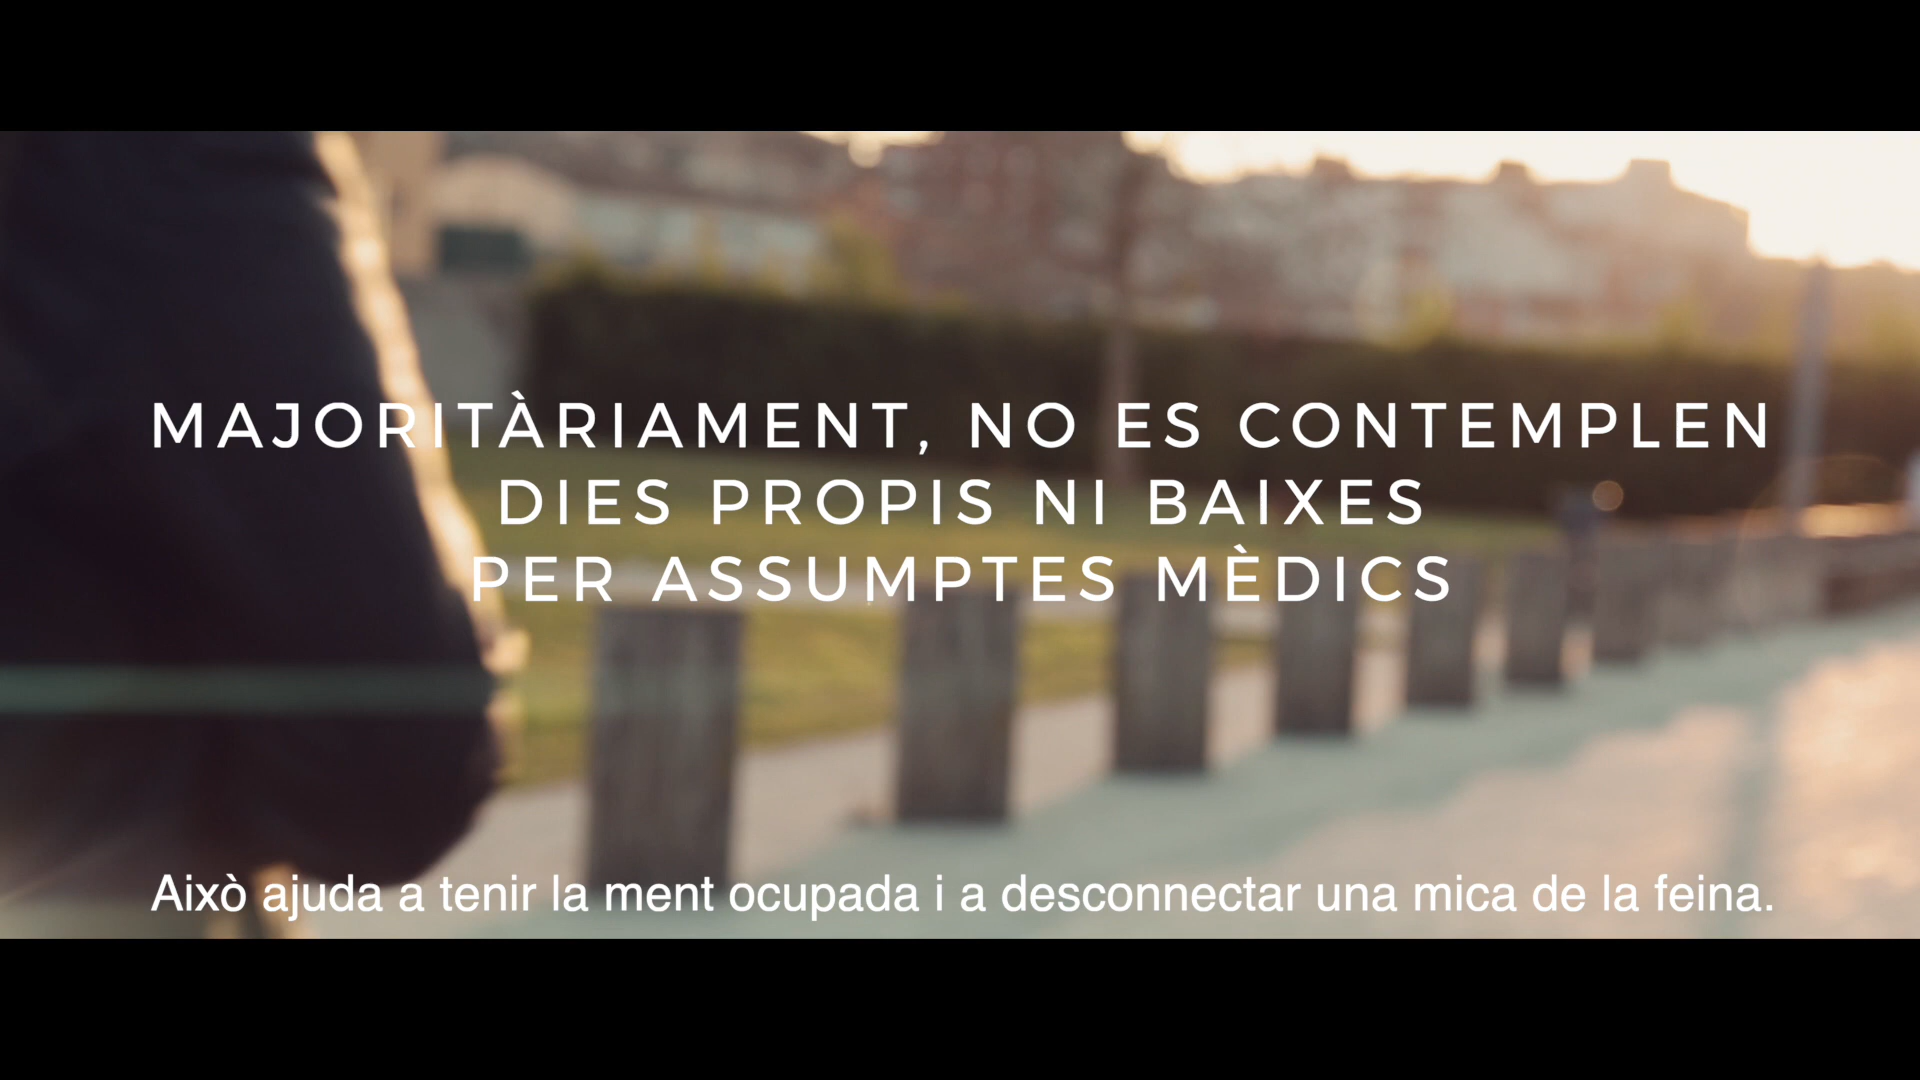 MAJORITÀRIAMENT, NO ES CONTEMPLEN
DIES PROPIS NI BAIXES
PER ASSUMPTES MÈDICS
Això ajuda a tenir la ment ocupada i a desconnectar una mica de la feina.